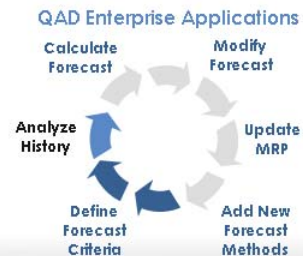 QAD Enterprise Applications
Calculate
Forecast
Modify
Forecast
Analyze
History
Update
MRP
Define
Forecast
Criteria
Add New
Forecast
Methods